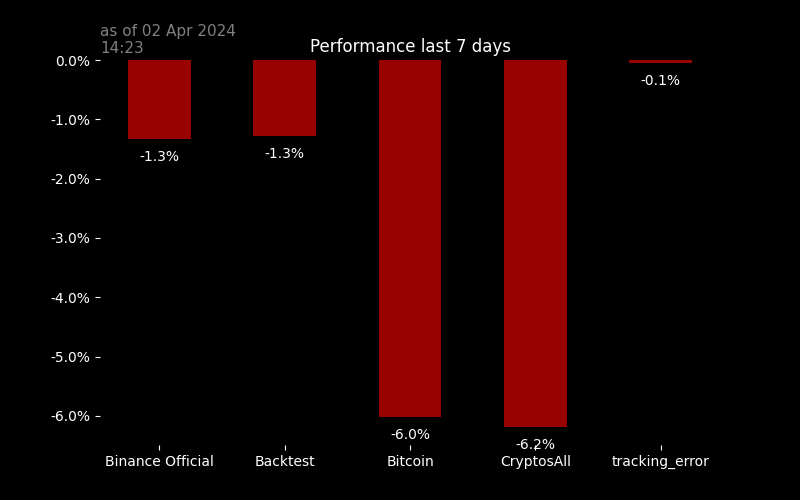 as of 02 Apr 2024
14:23
Performance last 7 days
0.0%
-1.0%
-2.0%
-3.0%
-4.0%
-5.0%
-6.0%
-1.3%
-1.3%
-6.0%
-6.2%
-0.1%
Binance Official
Backtest
Bitcoin
CryptosAll
tracking_error